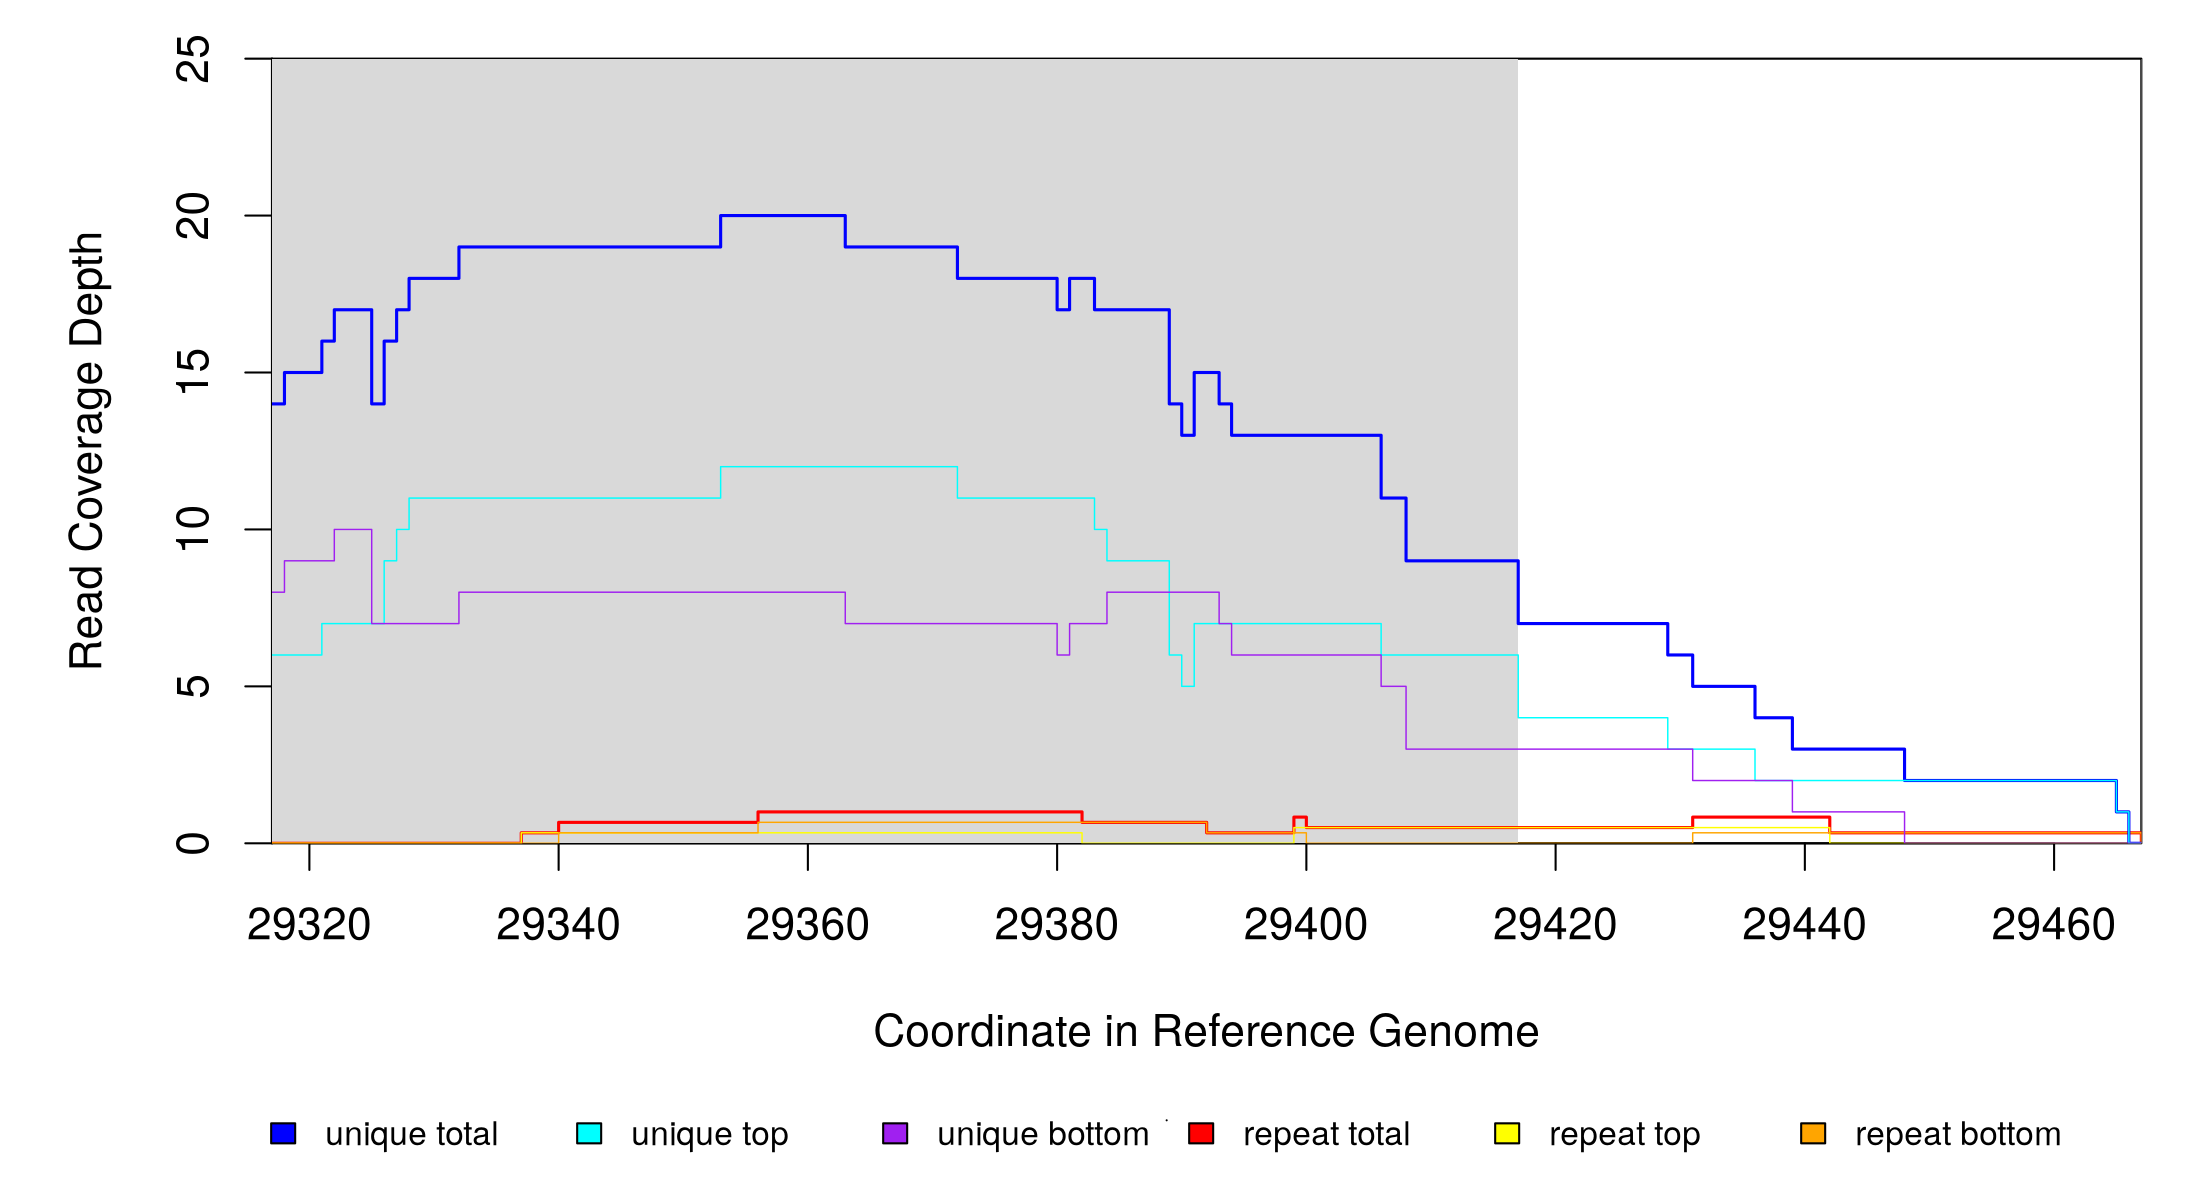 25
20
15
10
5
0
Read Coverage Depth
29320 29340 29360 29380 29400 29420 29440 29460
Coordinate in Reference Genome
unique total unique top unique bottom repeat total repeat top repeat bottom